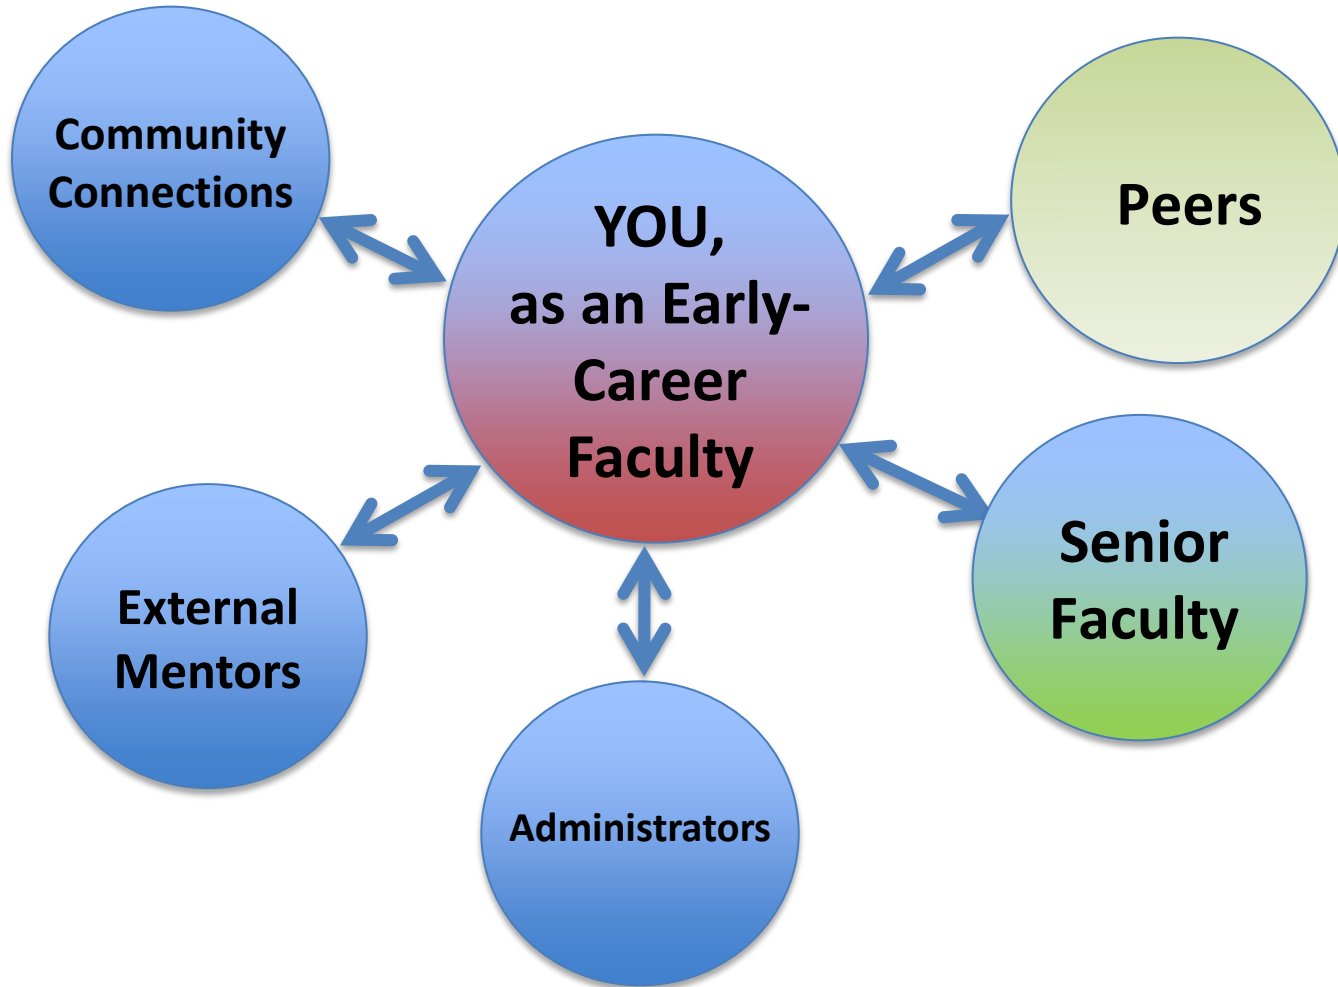 Community
Connections
YOU,
as an Early-
Career
Faculty
Peers
Senior
Faculty
External
Mentors
Administrators